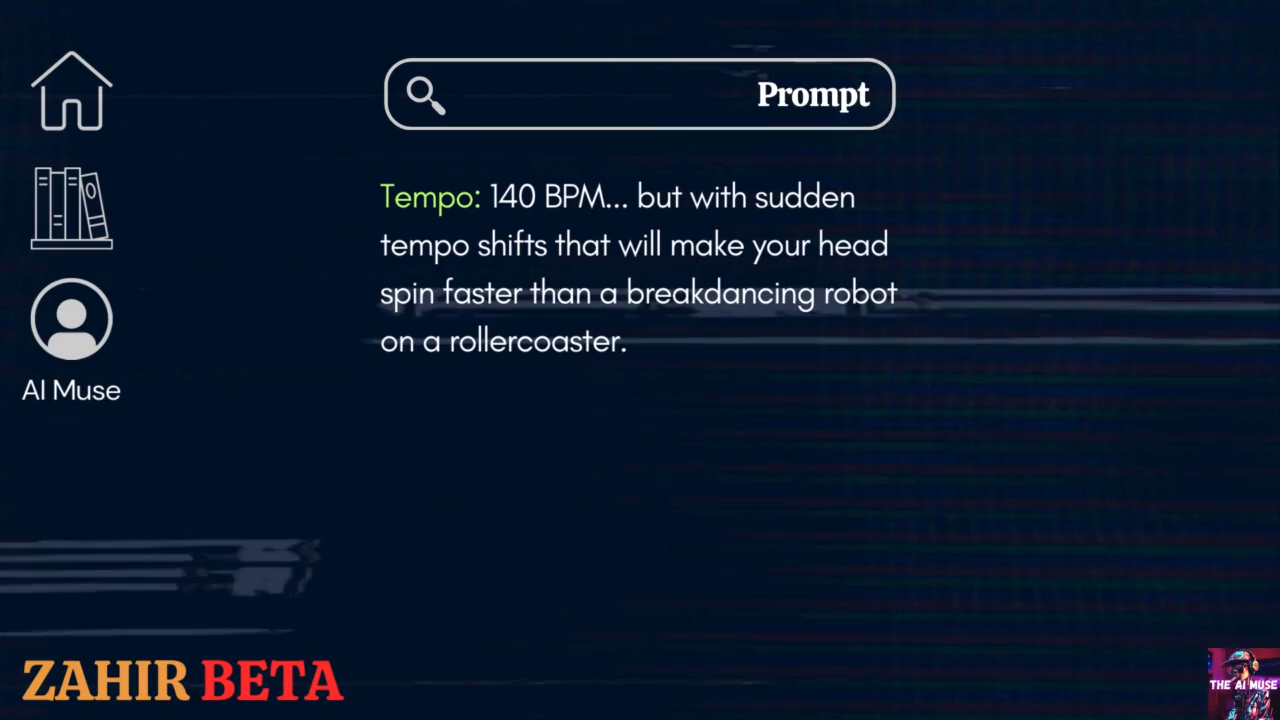 Prompt
Tempo: 140 BPM... but with sudden
tempo shifts that will make your head
spin faster than a breakdancing robot
on a rollercoaster.
AI Muse
ZAHIR BETA
THE AI MUSE